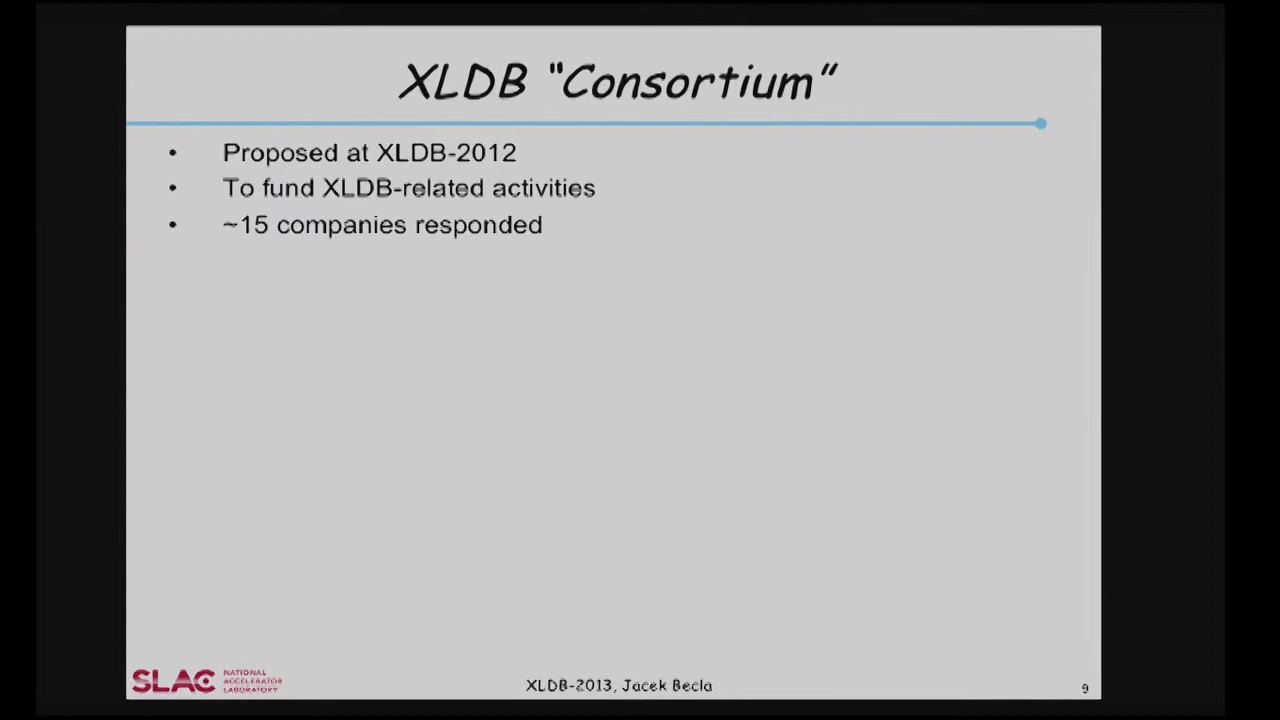 XLDB “Consortium”
• Proposed at XLDB-2012
• To fund XLDB-related activities
• ~15 companies responded
SLAC NATIONAL
ACCELERATOR
LABORATORY
XLDB-2013, Jacek Becla
9